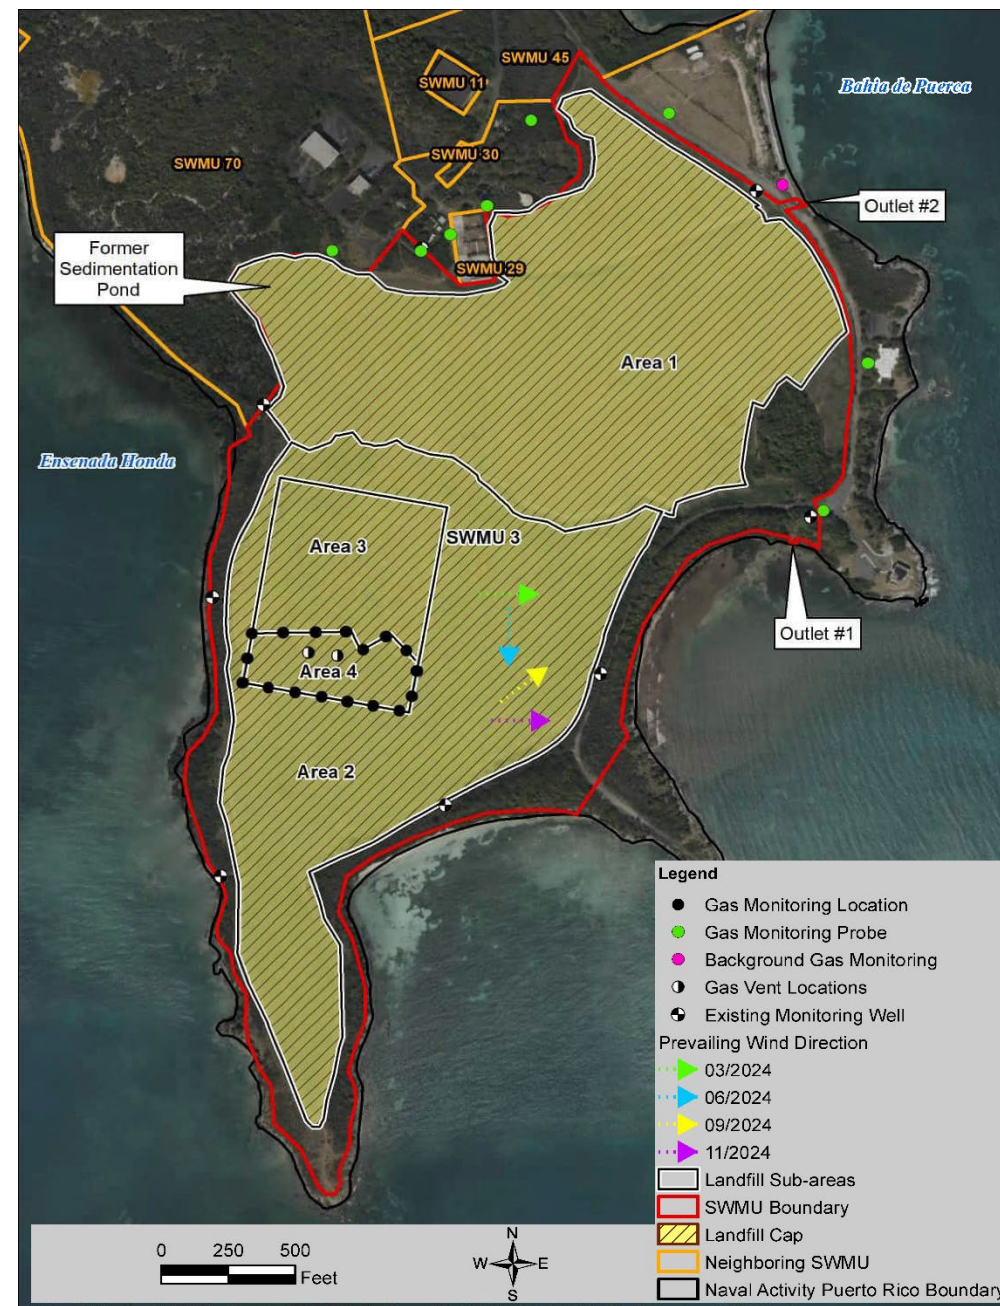 SWMU 45
SWMU 11
Bahia de Puerca
SWMU 30
SWMU 70
Outlet #2
Former
Sedimentation
Pond
SWMU 29
Area 1
Ensenada Honda
SWMU 3
Area 3
Outlet #1
Area 4
Area 2
Legend
Gas Monitoring Location
Gas Monitoring Probe
Background Gas Monitoring
Gas Vent Locations
Existing Monitoring Well
Prevailing Wind Direction
03/2024
06/2024
09/2024
11/2024
Landfill Sub-areas
SWMU Boundary
Landfill Cap
Neighboring SWMU
Naval Activity Puerto Rico Boundary
0 250 500
Feet
N
W E
S